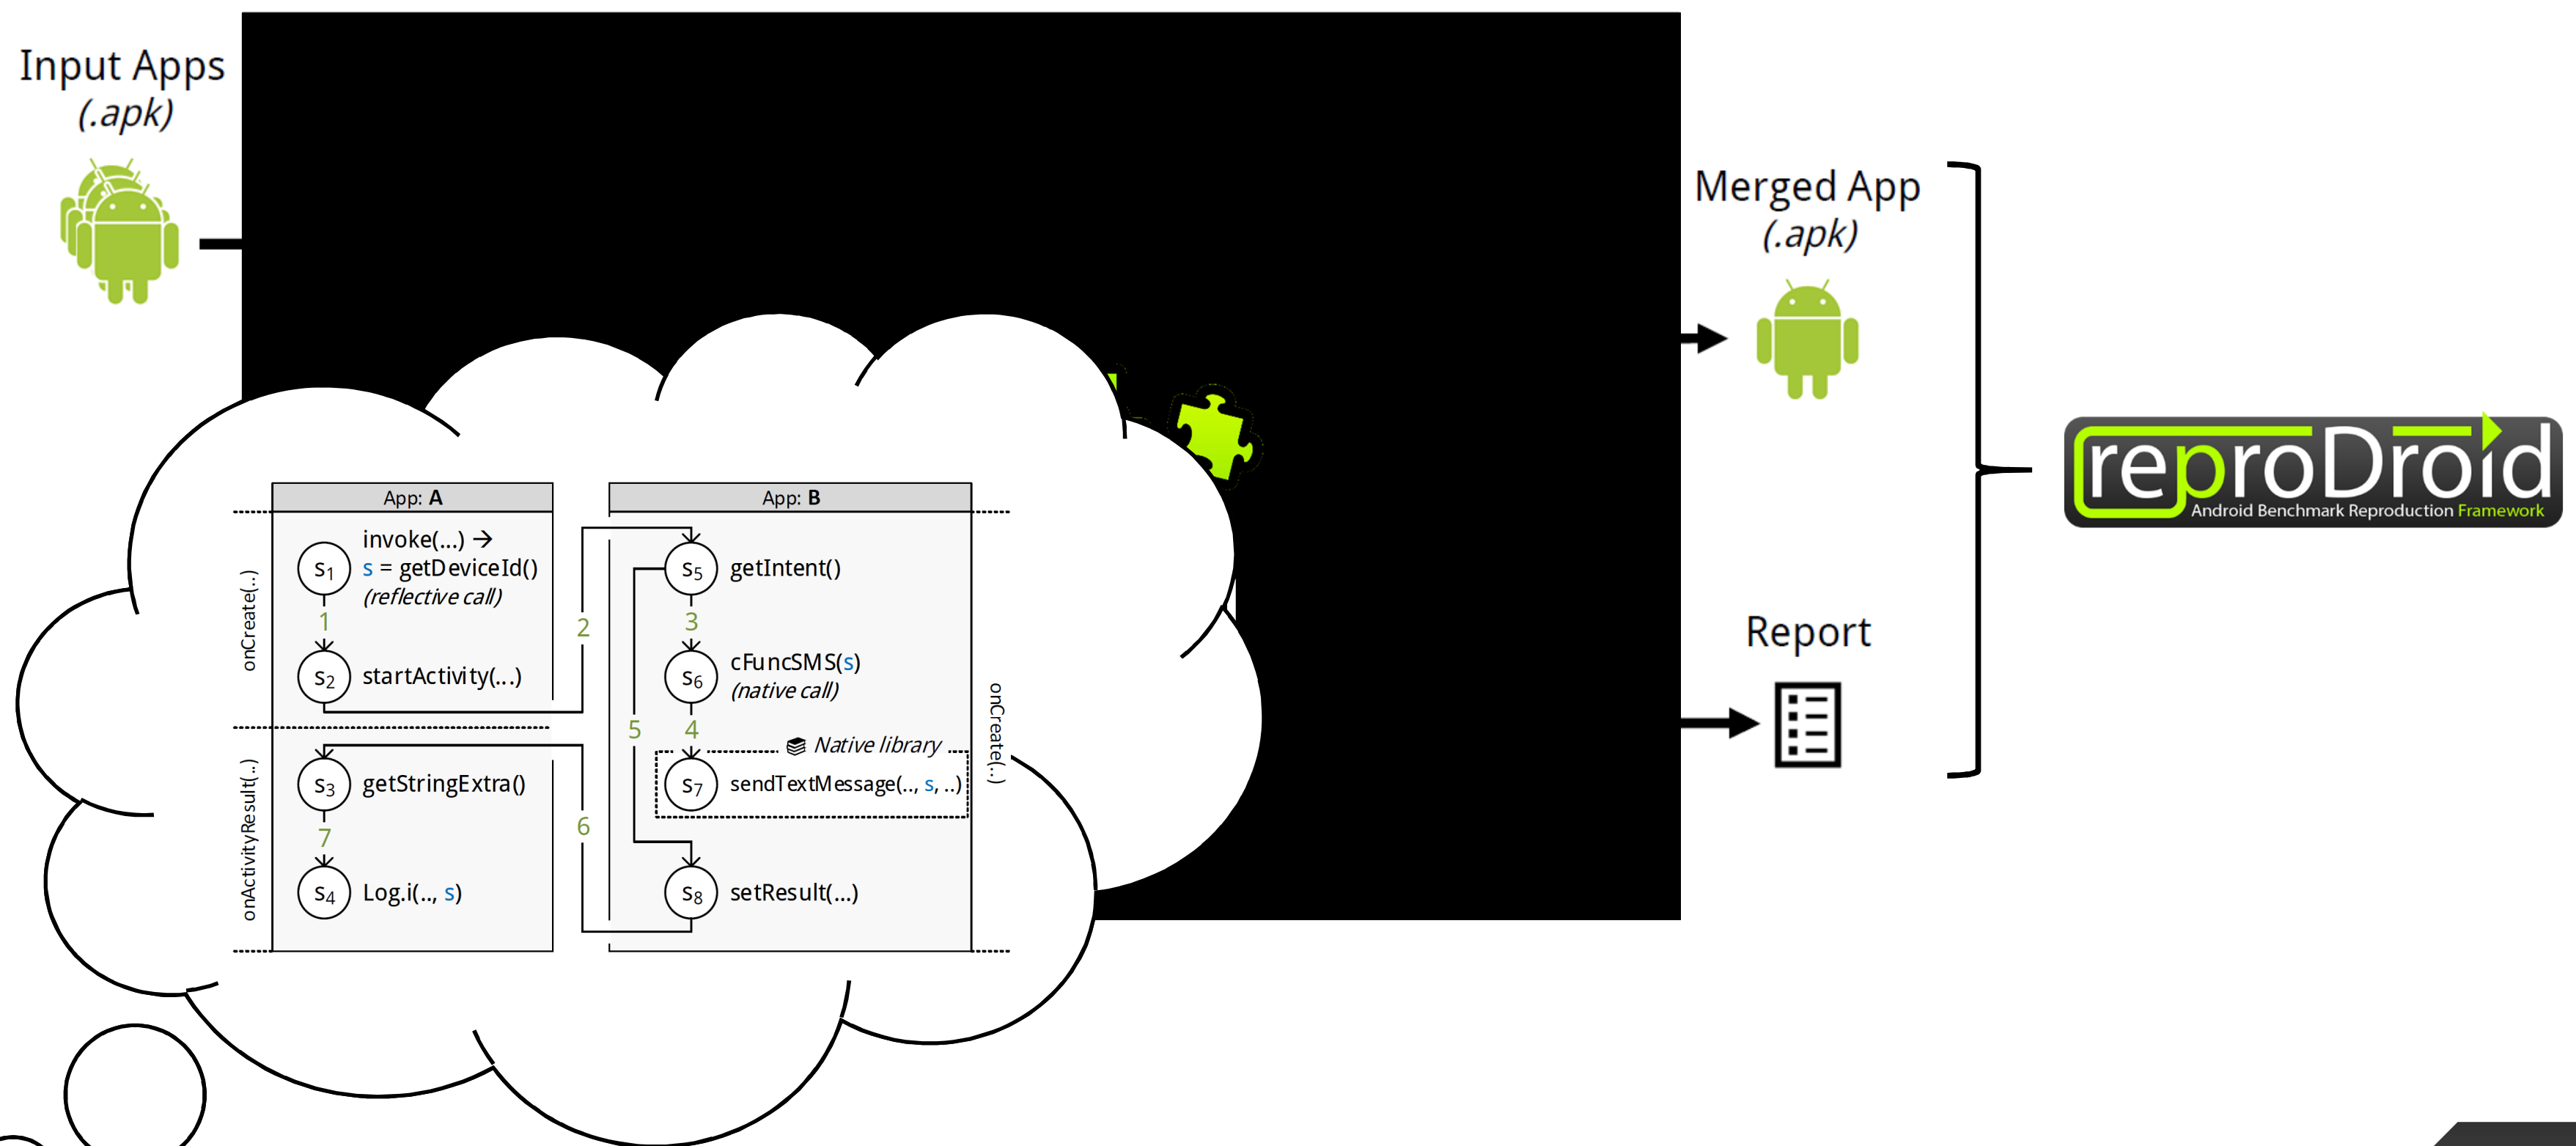 Input Apps
(.apk)
Merged App
(.apk)
Report
reproDroid
Android Benchmark Reproduction Framework
App: A
onCreate(..)
s1
invoke(...) →
s = getDeviceId()
(reflective call)
1
s2
startActivity(...)
2
onActivityResult(..)
s3
getStringExtra()
7
s4
Log.i(.., s)
6
App: B
onCreate(..)
s5
getIntent()
3
s6
cFuncSMS(s)
(native call)
5
4
Native library
s7
sendTextMessage(.., s, ..)
s8
setResult(...)